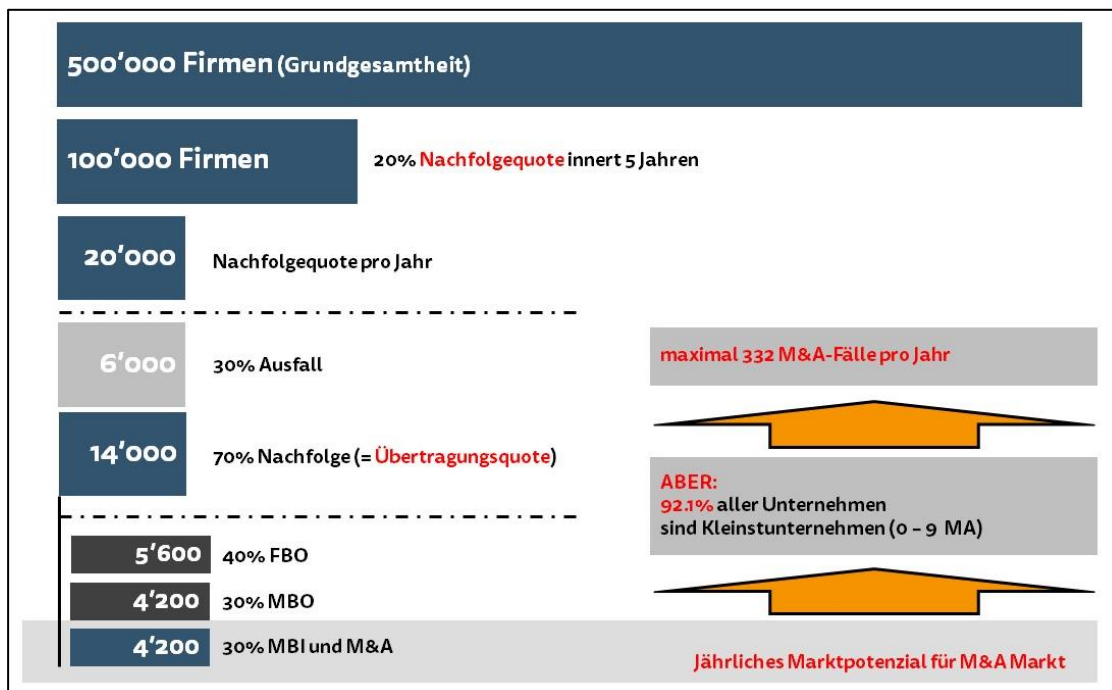 500'000 Firmen (Grundgesamtheit)
100'000 Firmen
20% Nachfolgequote innert 5 Jahren
20'000
Nachfolgequote pro Jahr
6'000
30% Ausfall
14'000
70% Nachfolge (= Übertragungsquote)
5'600
40% FBO
4'200
30% MBO
4'200
30% MBI und M&A
maximal 332 M&A-Fälle pro Jahr
ABER:
92.1% aller Unternehmen
sind Kleinstunternehmen (0 – 9 MA)
Jährliches Marktpotenzial für M&A Markt